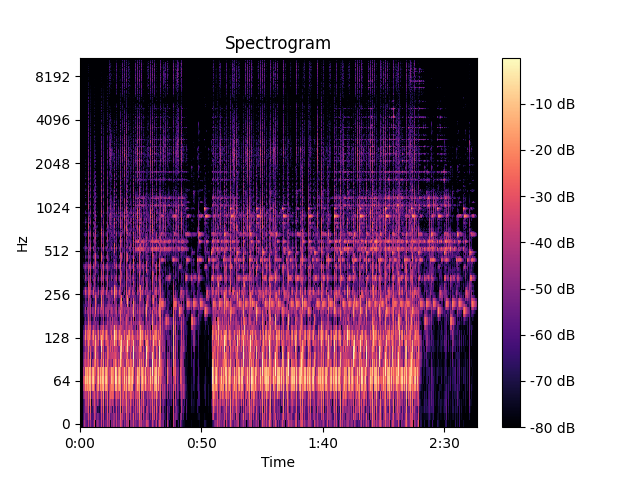 Spectrogram
Hz
8192
4096
2048
1024
512
256
128
64
0
0:00
0:50
1:40
2:30
Time
-10 dB
-20 dB
-30 dB
-40 dB
-50 dB
-60 dB
-70 dB
-80 dB